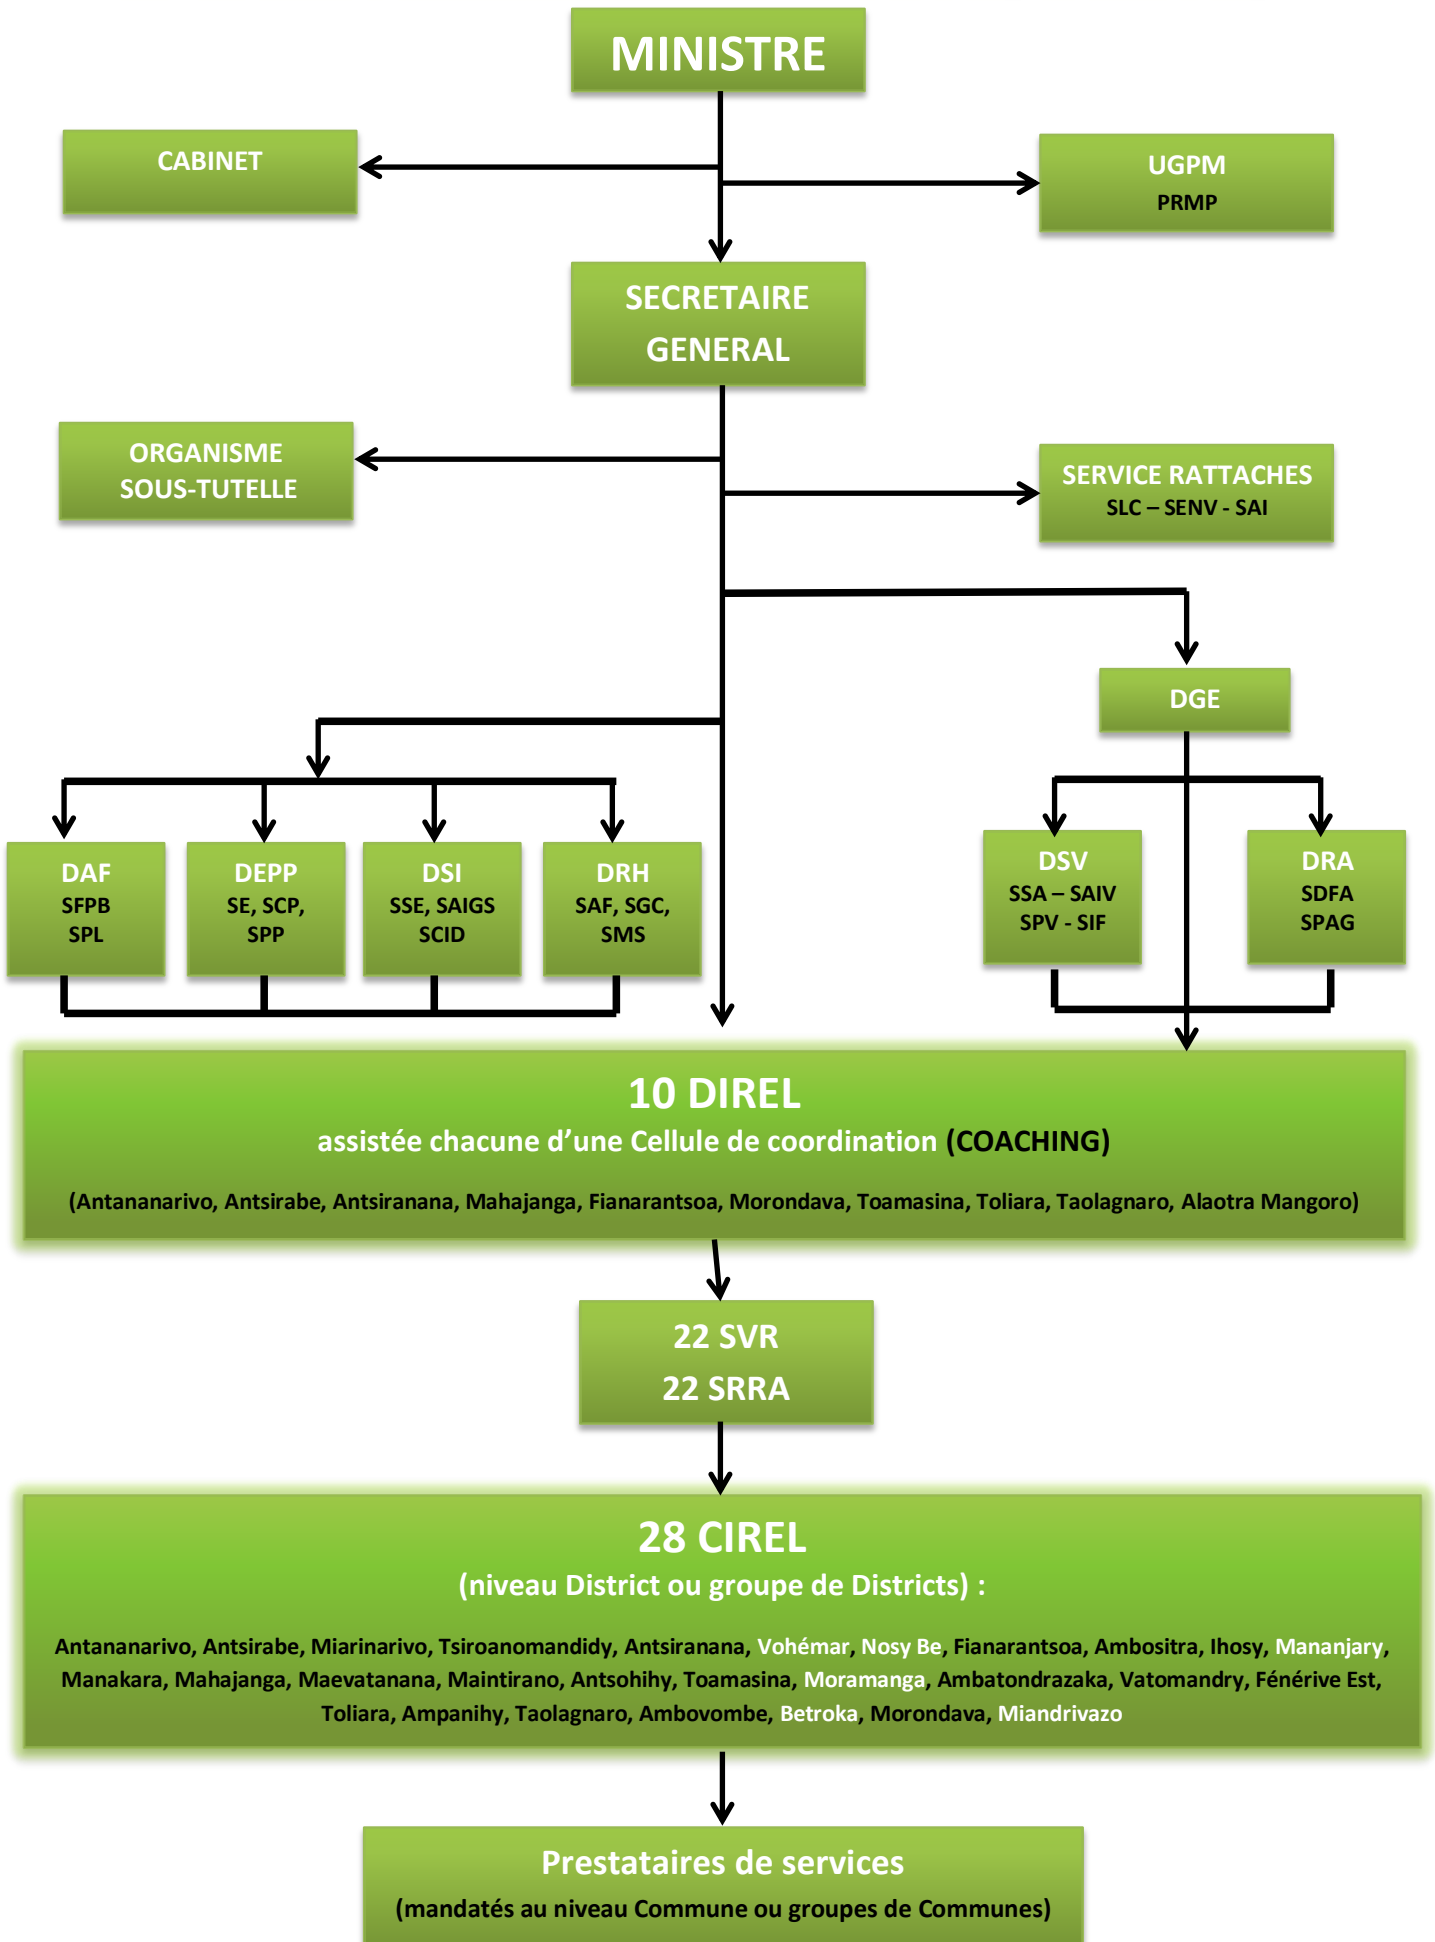 MINISTRE
CABINET
UGPM
PRMP
SECRETAIRE
GENERAL
ORGANISME
SOUS-TUTELLE
SERVICE RATTACHES
SLC – SENV - SAI
DGE
DAF
SFPB
SPL
DEPP
SE, SCP,
SPP
DSI
SSE, SAIGS
SCID
DRH
SAF, SGC,
SMS
DSV
SSA – SAIV
SPV - SIF
DRA
SDFA
SPAG
10 DIREL
assistée chacune d’une Cellule de coordination (COACHING)
(Antananarivo, Antsirabe, Antsiranana, Mahajanga, Fianarantsoa, Morondava, Toamasina, Toliara, Taolagnaro, Alaotra Mangoro)
22 SVR
22 SRRA
28 CIREL
(niveau District ou groupe de Districts) :
Antananarivo, Antsirabe, Miarinarivo, Tsiroanomandidy, Antsiranana, Vohémar, Nosy Be, Fianarantsoa, Ambositra, Ihosy, Mananjary,
Manakara, Mahajanga, Maevatanana, Maintirano, Antsohihy, Toamasina, Moramanga, Ambatondrazaka, Vatomandry, Fénérive Est,
Toliara, Ampanihy, Taolagnaro, Ambovombe, Betroka, Morondava, Miandrivazo
Prestataires de services
(mandatés au niveau Commune ou groupes de Communes)